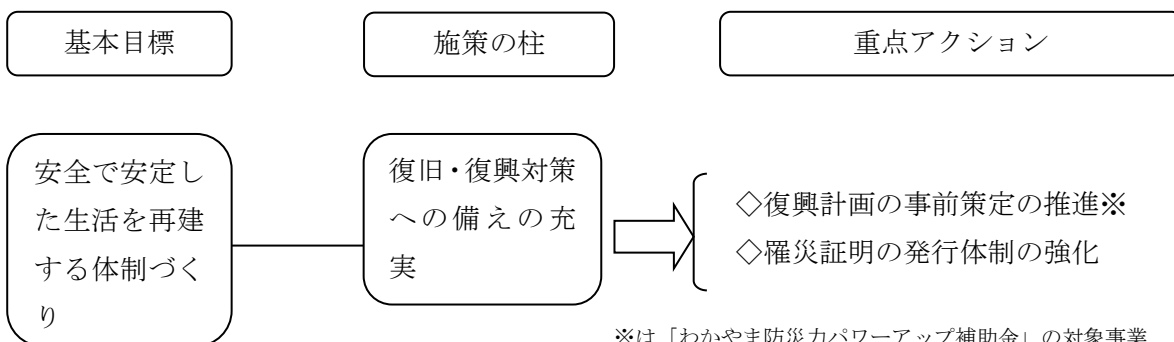 基本目標
施策の柱
重点アクション
安全で安定し
た生活を再建
する体制づく
り
復旧・復興対策
への備えの充
実
◇復興計画の事前策定の推進※
◇罹災証明の発行体制の強化
※は「わかやま防災力パワーアップ補助金」の対象事業